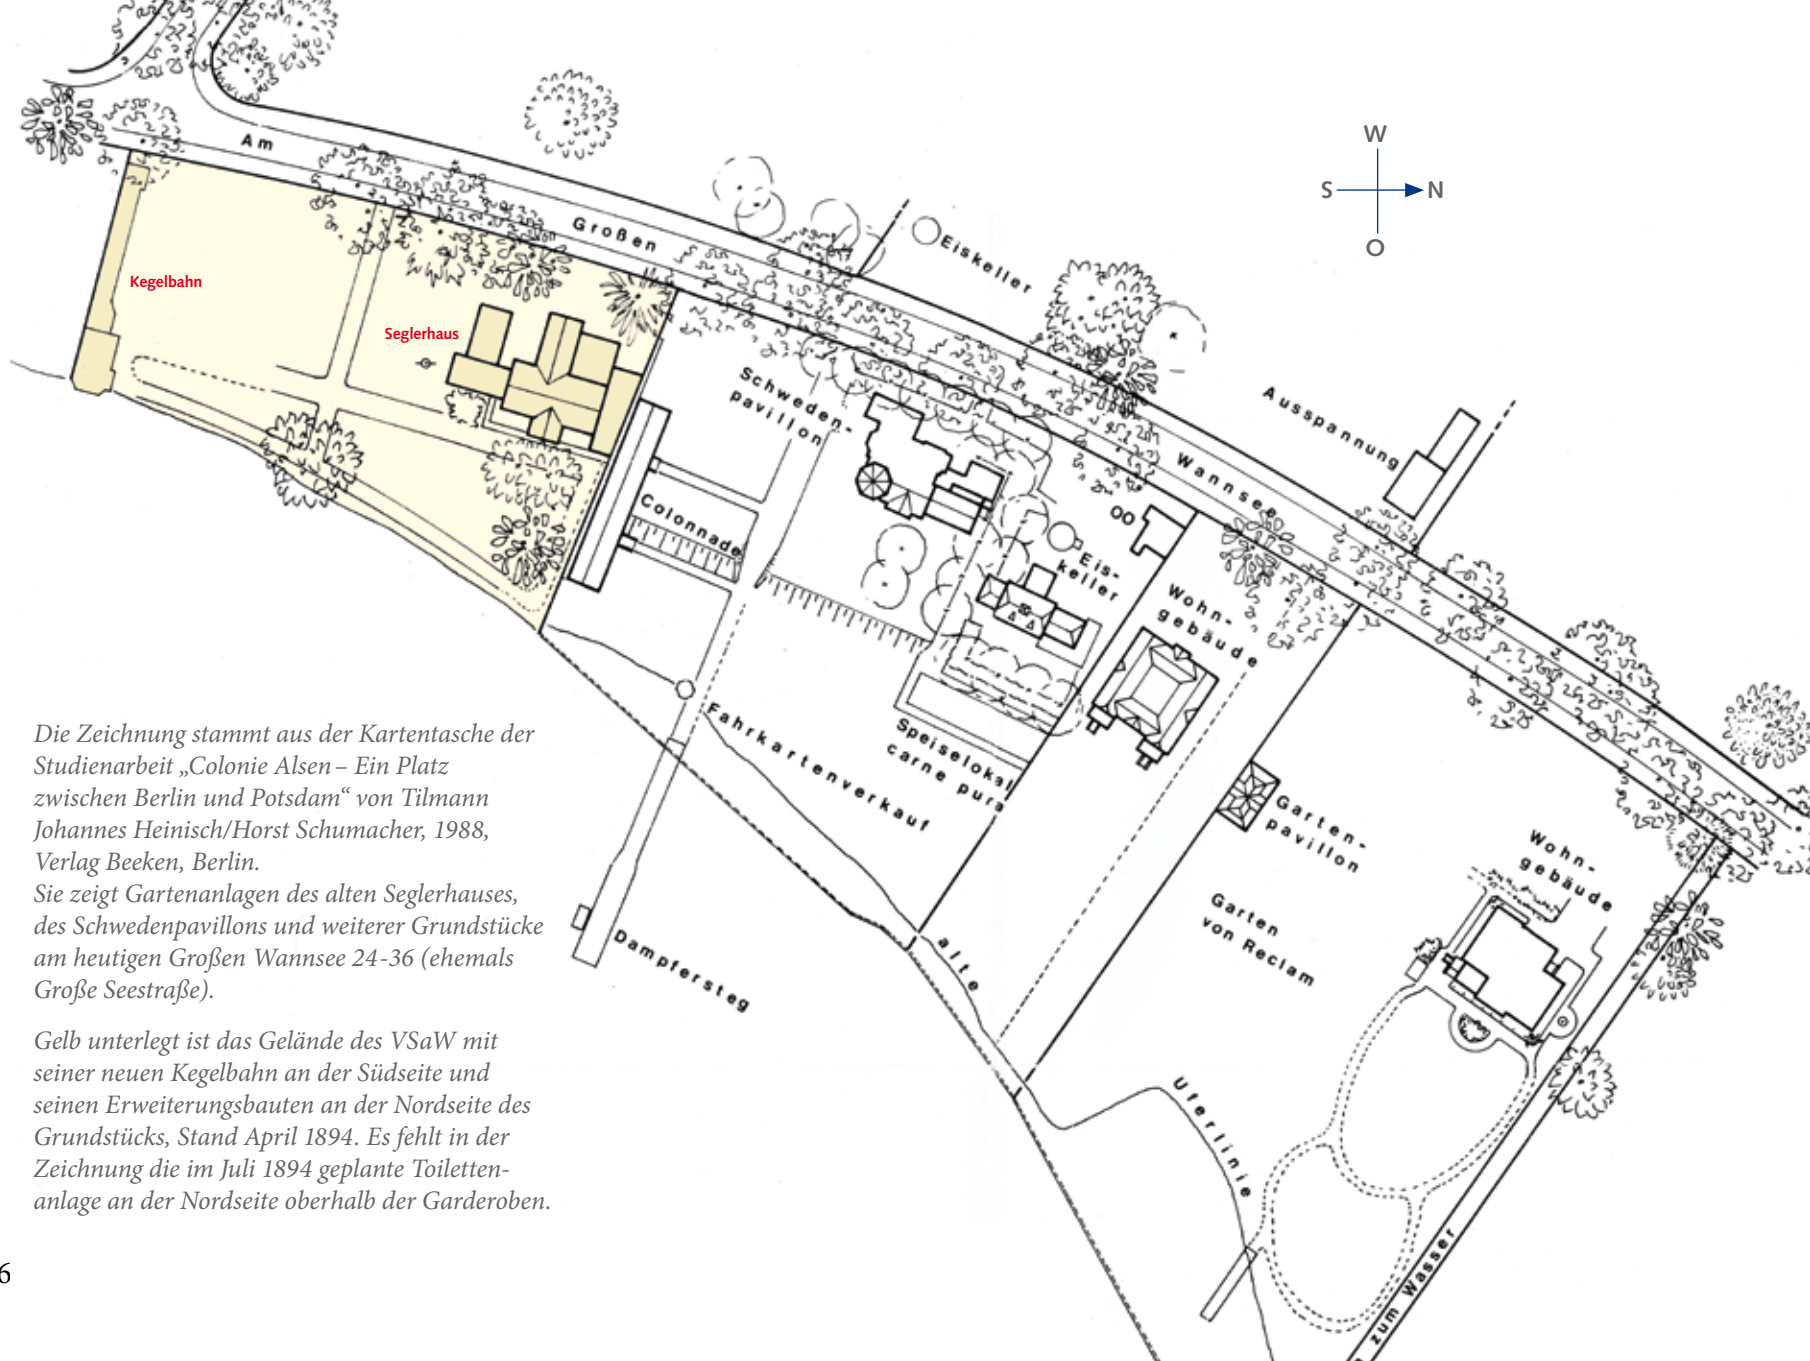 Am
Großen
Wannsee
W
S
N
O
Eiskeller
Kegelbahn
Seglerhaus
Schweden-
pavillon
Ausspannung
Colonnade
Eis-
keller
Wohn-
gebäude
Fahrkartenverkauf
Speiselokal
carne pura
Garten-
pavillon
Wohn-
gebäude
Garten
von Reclam
Dampfersteg
alte
Uferlinie
zum Wasser
Die Zeichnung stammt aus der Kartentasche der
Studienarbeit „Colonie Alsen – Ein Platz
zwischen Berlin und Potsdam“ von Tilmann
Johannes Heinisch/Horst Schumacher, 1988,
Verlag Beeken, Berlin.
Sie zeigt Gartenanlagen des alten Seglerhauses,
des Schwedenpavillons und weiterer Grundstücke
am heutigen Großen Wannsee 24-36 (ehemals
Große Seestraße).
Gelb unterlegt ist das Gelände des VSaW mit
seiner neuen Kegelbahn an der Südseite und
seinen Erweiterungsbauten an der Nordseite des
Grundstücks, Stand April 1894. Es fehlt in der
Zeichnung die im Juli 1894 geplante Toiletten-
anlage an der Nordseite oberhalb der Garderoben.
6